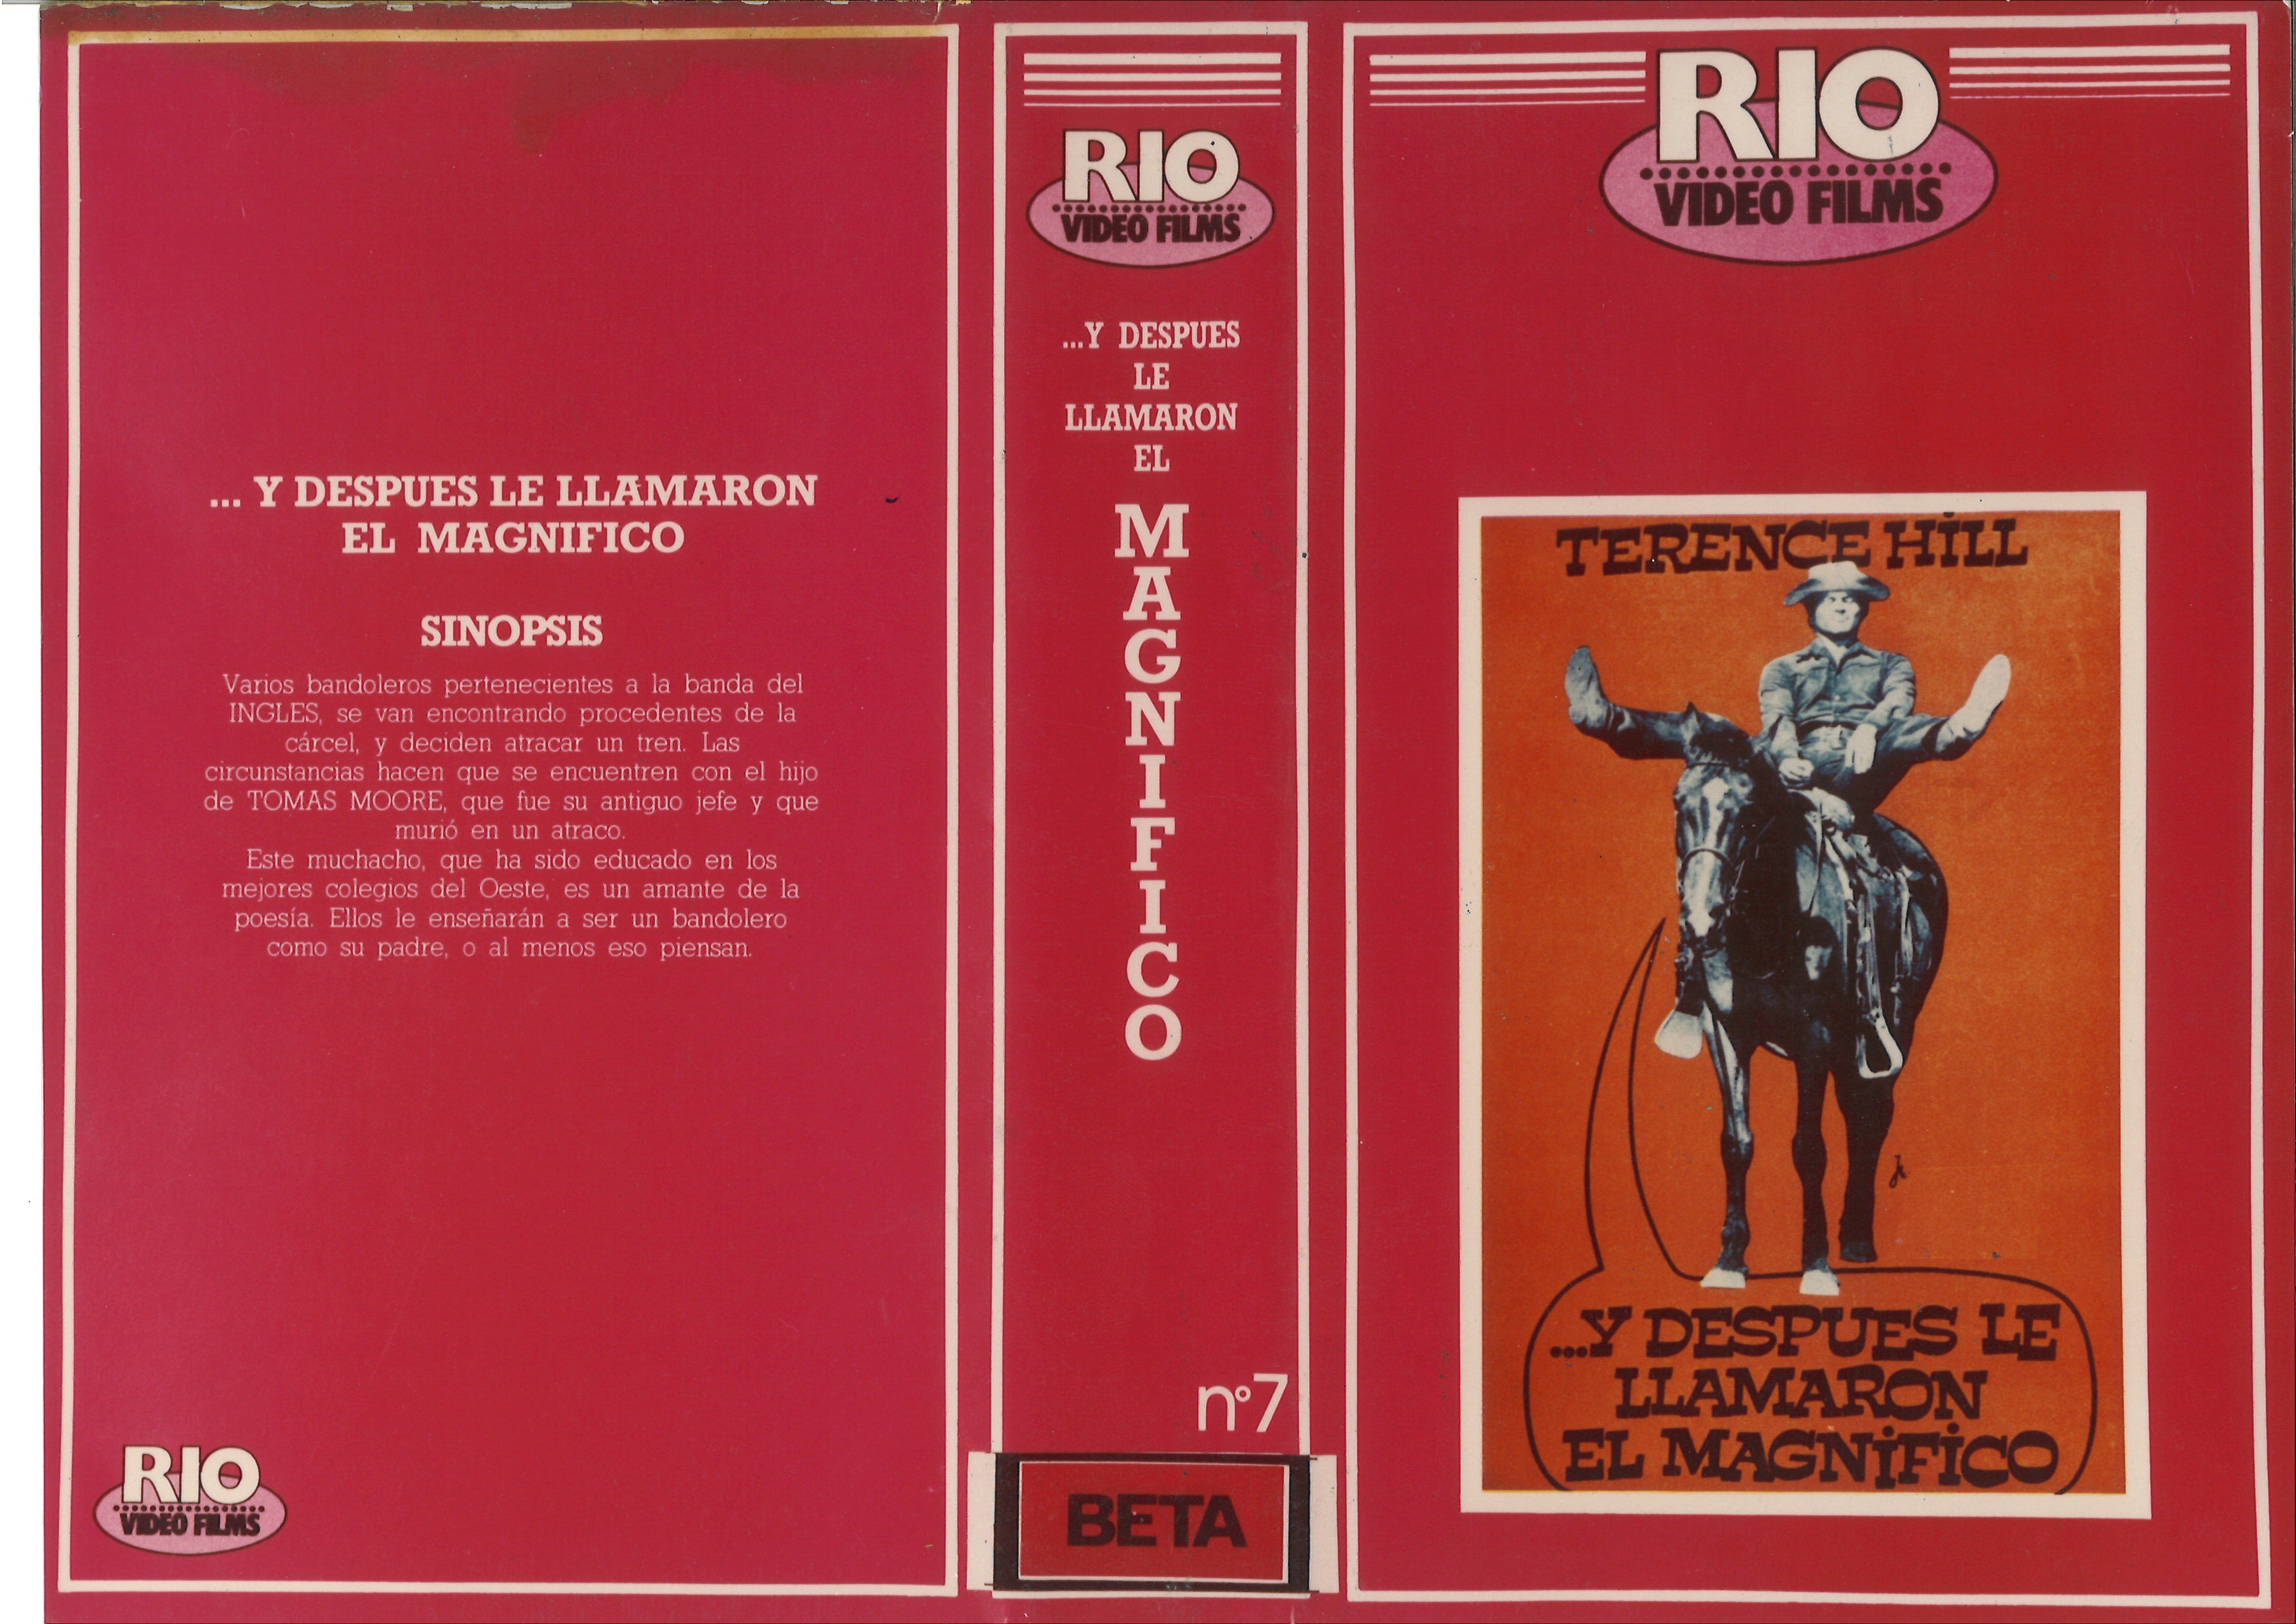 ... Y DESPUES LE LLAMARON
EL MAGNIFICO
SINOPSIS
Varios bandoleros pertenecientes a la banda del
INGLES, se van encontrando procedentes de la
cárcel, y deciden atracar un tren. Las
circunstancias hacen que se encuentren con el hijo
de TOMAS MOORE, que fue su antiguo jefe y que
murió en un atraco.
Este muchacho, que ha sido educado en los
mejores colegios del Oeste, es un amante de la
poesía. Ellos le enseñarán a ser un bandolero
como su padre, o al menos eso piensan.
RIO
VIDEO FILMS
RIO
VIDEO FILMS
...Y DESPUES
LE
LLAMARON
EL
MAGNIFICO
nº7
BETA
RIO
VIDEO FILMS
TERENCE HILL
...Y DESPUES LE
LLAMARON
EL MAGNIFICO